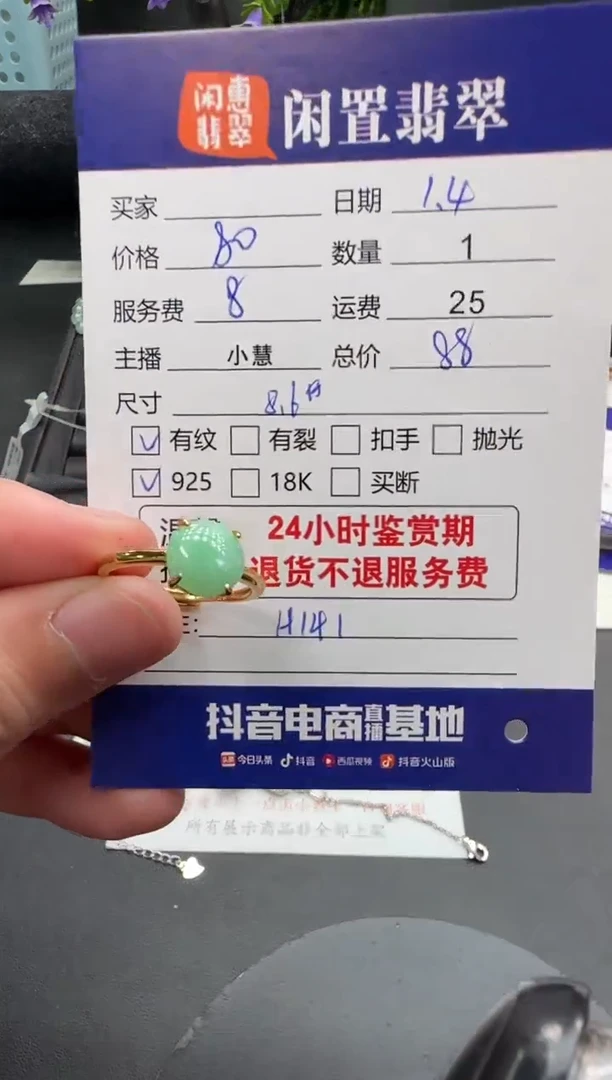 闲惠翡翠 闲置翡翠
买家 日期 1.4
价格 80 数量 1
服务费 8 运费 25
主播 小慧 总价 88
尺寸 8.6#
有纹 有裂 扣手 抛光
925 18K 买断
24小时鉴赏期
退货不退服务费
H141
抖音电商直播基地
今日头条 抖音 西瓜视频 抖音火山版
所有展示商品非全部上架